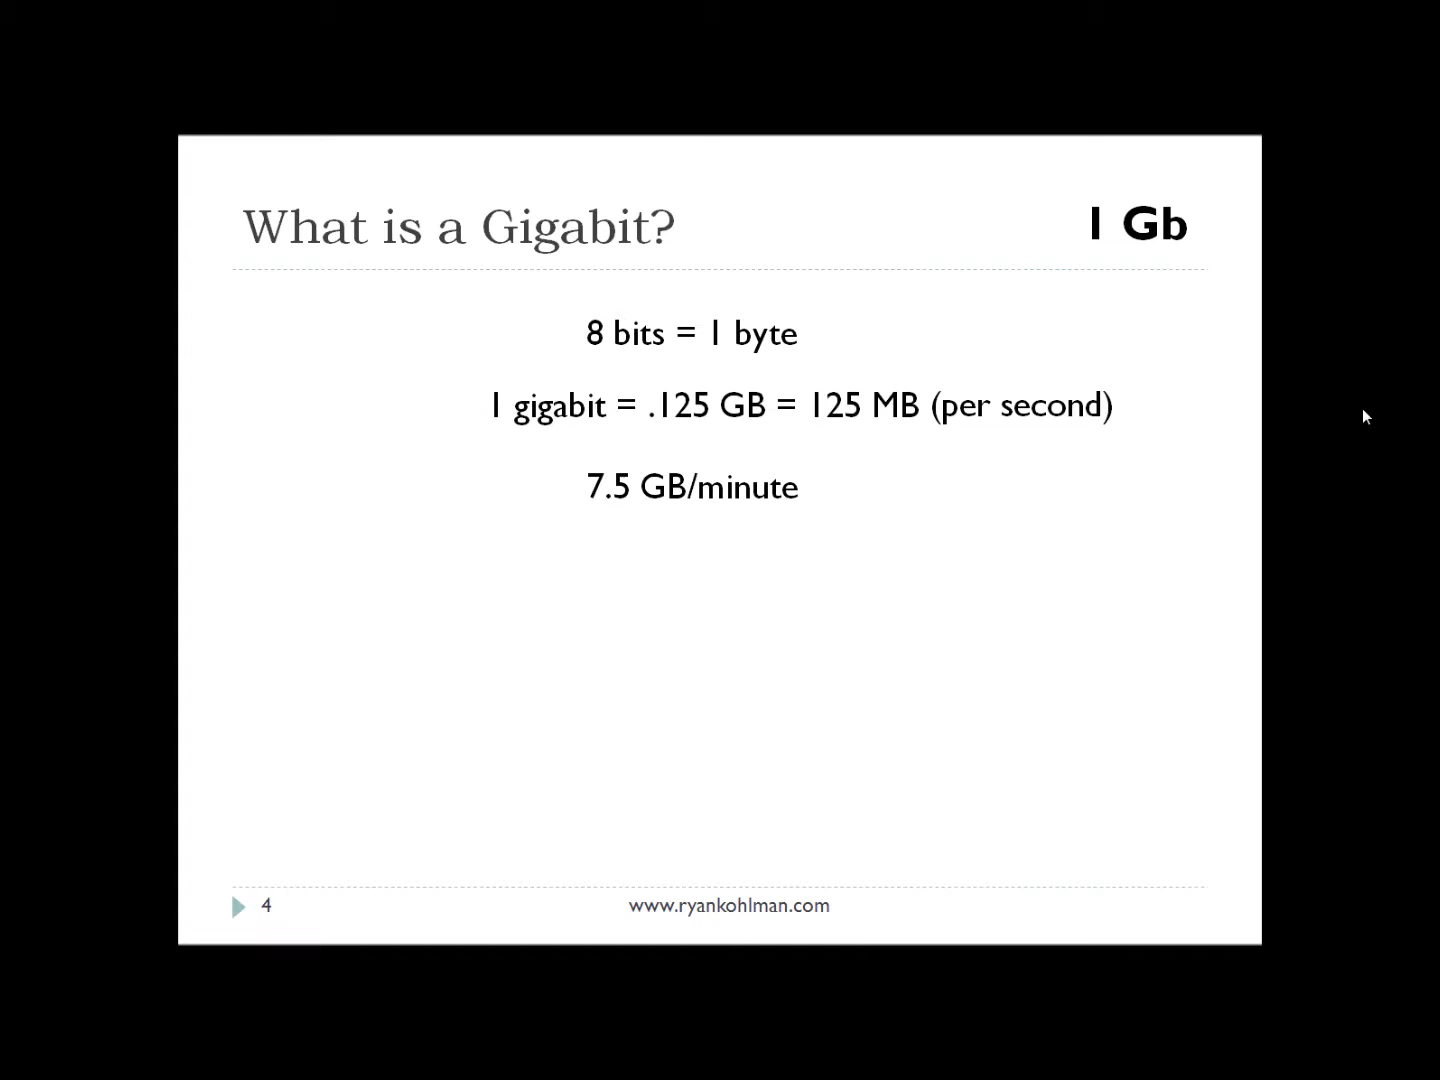 What is a Gigabit?
1 Gb
8 bits = 1 byte
1 gigabit = .125 GB = 125 MB (per second)
7.5 GB/minute
4
www.ryankohlman.com